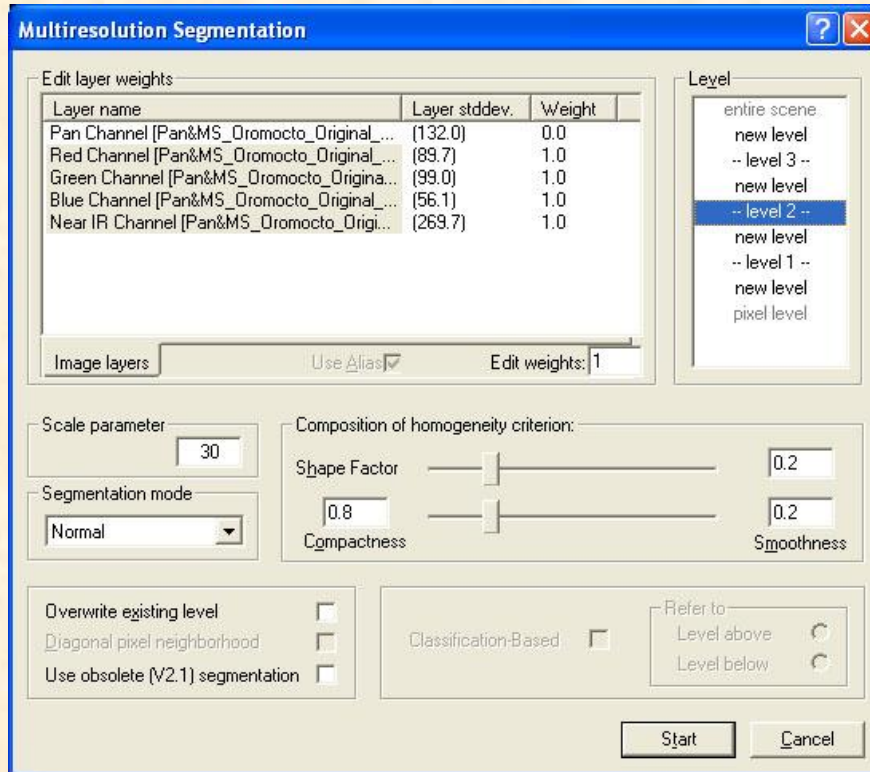 Multiresolution Segmentation
Edit layer weights
Layer name Layer stddev. Weight
Pan Channel [Pan&MS_Oromocto_Original_... (132.0) 0.0
Red Channel [Pan&MS_Oromocto_Original_... (89.7) 1.0
Green Channel [Pan&MS_Oromocto_Origina... (99.0) 1.0
Blue Channel [Pan&MS_Oromocto_Original_... (56.1) 1.0
Near IR Channel [Pan&MS_Oromocto_Origi... (269.7) 1.0
Image layers Use Alias Edit weights: 1
Level
entire scene
new level
-- level 3 --
new level
-- level 2 --
new level
-- level 1 --
new level
pixel level
Scale parameter
30
Segmentation mode
Normal
Composition of homogeneity criterion:
Shape Factor 0.2
0.8 0.2
Compactness Smoothness
Overwrite existing level
Diagonal pixel neighborhood
Use obsolete (V2.1) segmentation
Classification-Based
Refer to
Level above
Level below
Start Cancel